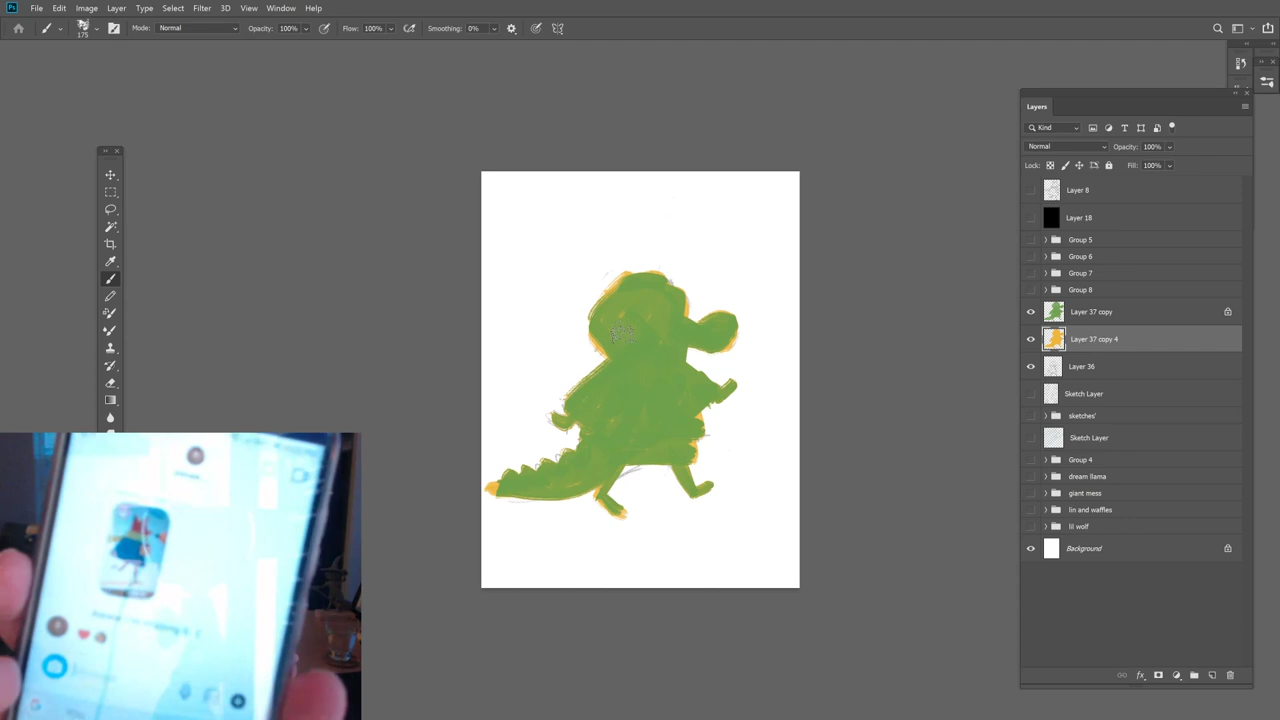 Ps File Edit Image Layer Type Select Filter 3D View Window Help
175 Mode: Normal Opacity: 100% Flow: 100% Smoothing: 0%
Layers
Kind
Normal Opacity: 100%
Lock: Fill: 100%
Layer 8
Layer 18
Group 5
Group 6
Group 7
Group 8
Layer 37 copy
Layer 37 copy 4
Layer 36
Sketch Layer
sketches'
Sketch Layer
Group 4
dream llama
giant mess
lin and waffles
lil wolf
Background
fx